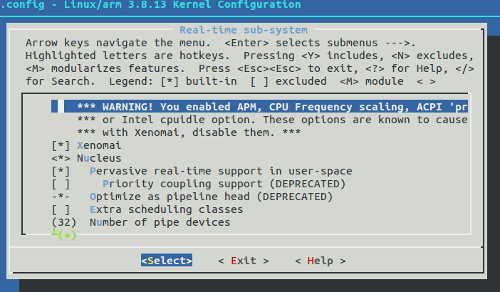 .config - Linux/arm 3.8.13 Kernel Configuration
Real-time sub-system
Arrow keys navigate the menu.  <Enter> selects submenus --->.
Highlighted letters are hotkeys.  Pressing <Y> includes, <N> excludes,
<M> modularizes features.  Press <Esc><Esc> to exit, <?> for Help, </>
for Search.  Legend: [*] built-in  [ ] excluded  <M> module  < >
*** WARNING! You enabled APM, CPU Frequency scaling, ACPI 'pr
*** or Intel cpuidle option. These options are known to cause
*** with Xenomai, disable them. ***
[*] Xenomai
<*> Nucleus
[*]   Pervasive real-time support in user-space
[ ]     Priority coupling support (DEPRECATED)
-*-   Optimize as pipeline head (DEPRECATED)
[ ]   Extra scheduling classes
(32)  Number of pipe devices
┴(+)
<Select>    < Exit >    < Help >